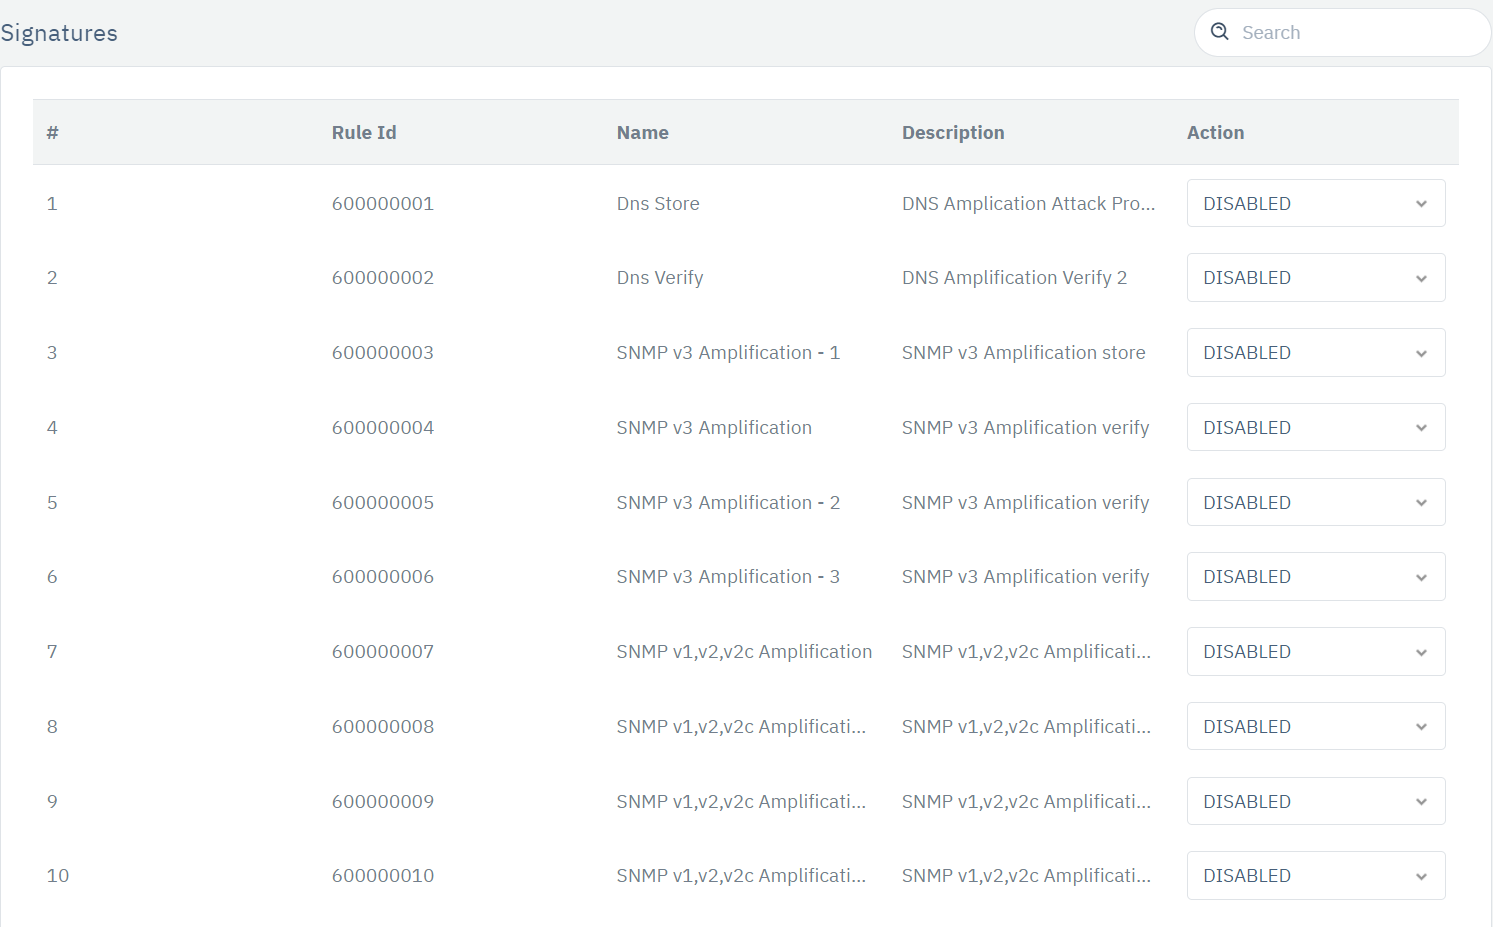 Signatures
Search
# Rule Id Name Description Action
1 600000001 Dns Store DNS Amplication Attack Pro... DISABLED
2 600000002 Dns Verify DNS Amplification Verify 2 DISABLED
3 600000003 SNMP v3 Amplification - 1 SNMP v3 Amplification store DISABLED
4 600000004 SNMP v3 Amplification SNMP v3 Amplification verify DISABLED
5 600000005 SNMP v3 Amplification - 2 SNMP v3 Amplification verify DISABLED
6 600000006 SNMP v3 Amplification - 3 SNMP v3 Amplification verify DISABLED
7 600000007 SNMP v1,v2,v2c Amplification SNMP v1,v2,v2c Amplificati... DISABLED
8 600000008 SNMP v1,v2,v2c Amplificati... SNMP v1,v2,v2c Amplificati... DISABLED
9 600000009 SNMP v1,v2,v2c Amplificati... SNMP v1,v2,v2c Amplificati... DISABLED
10 600000010 SNMP v1,v2,v2c Amplificati... SNMP v1,v2,v2c Amplificati... DISABLED